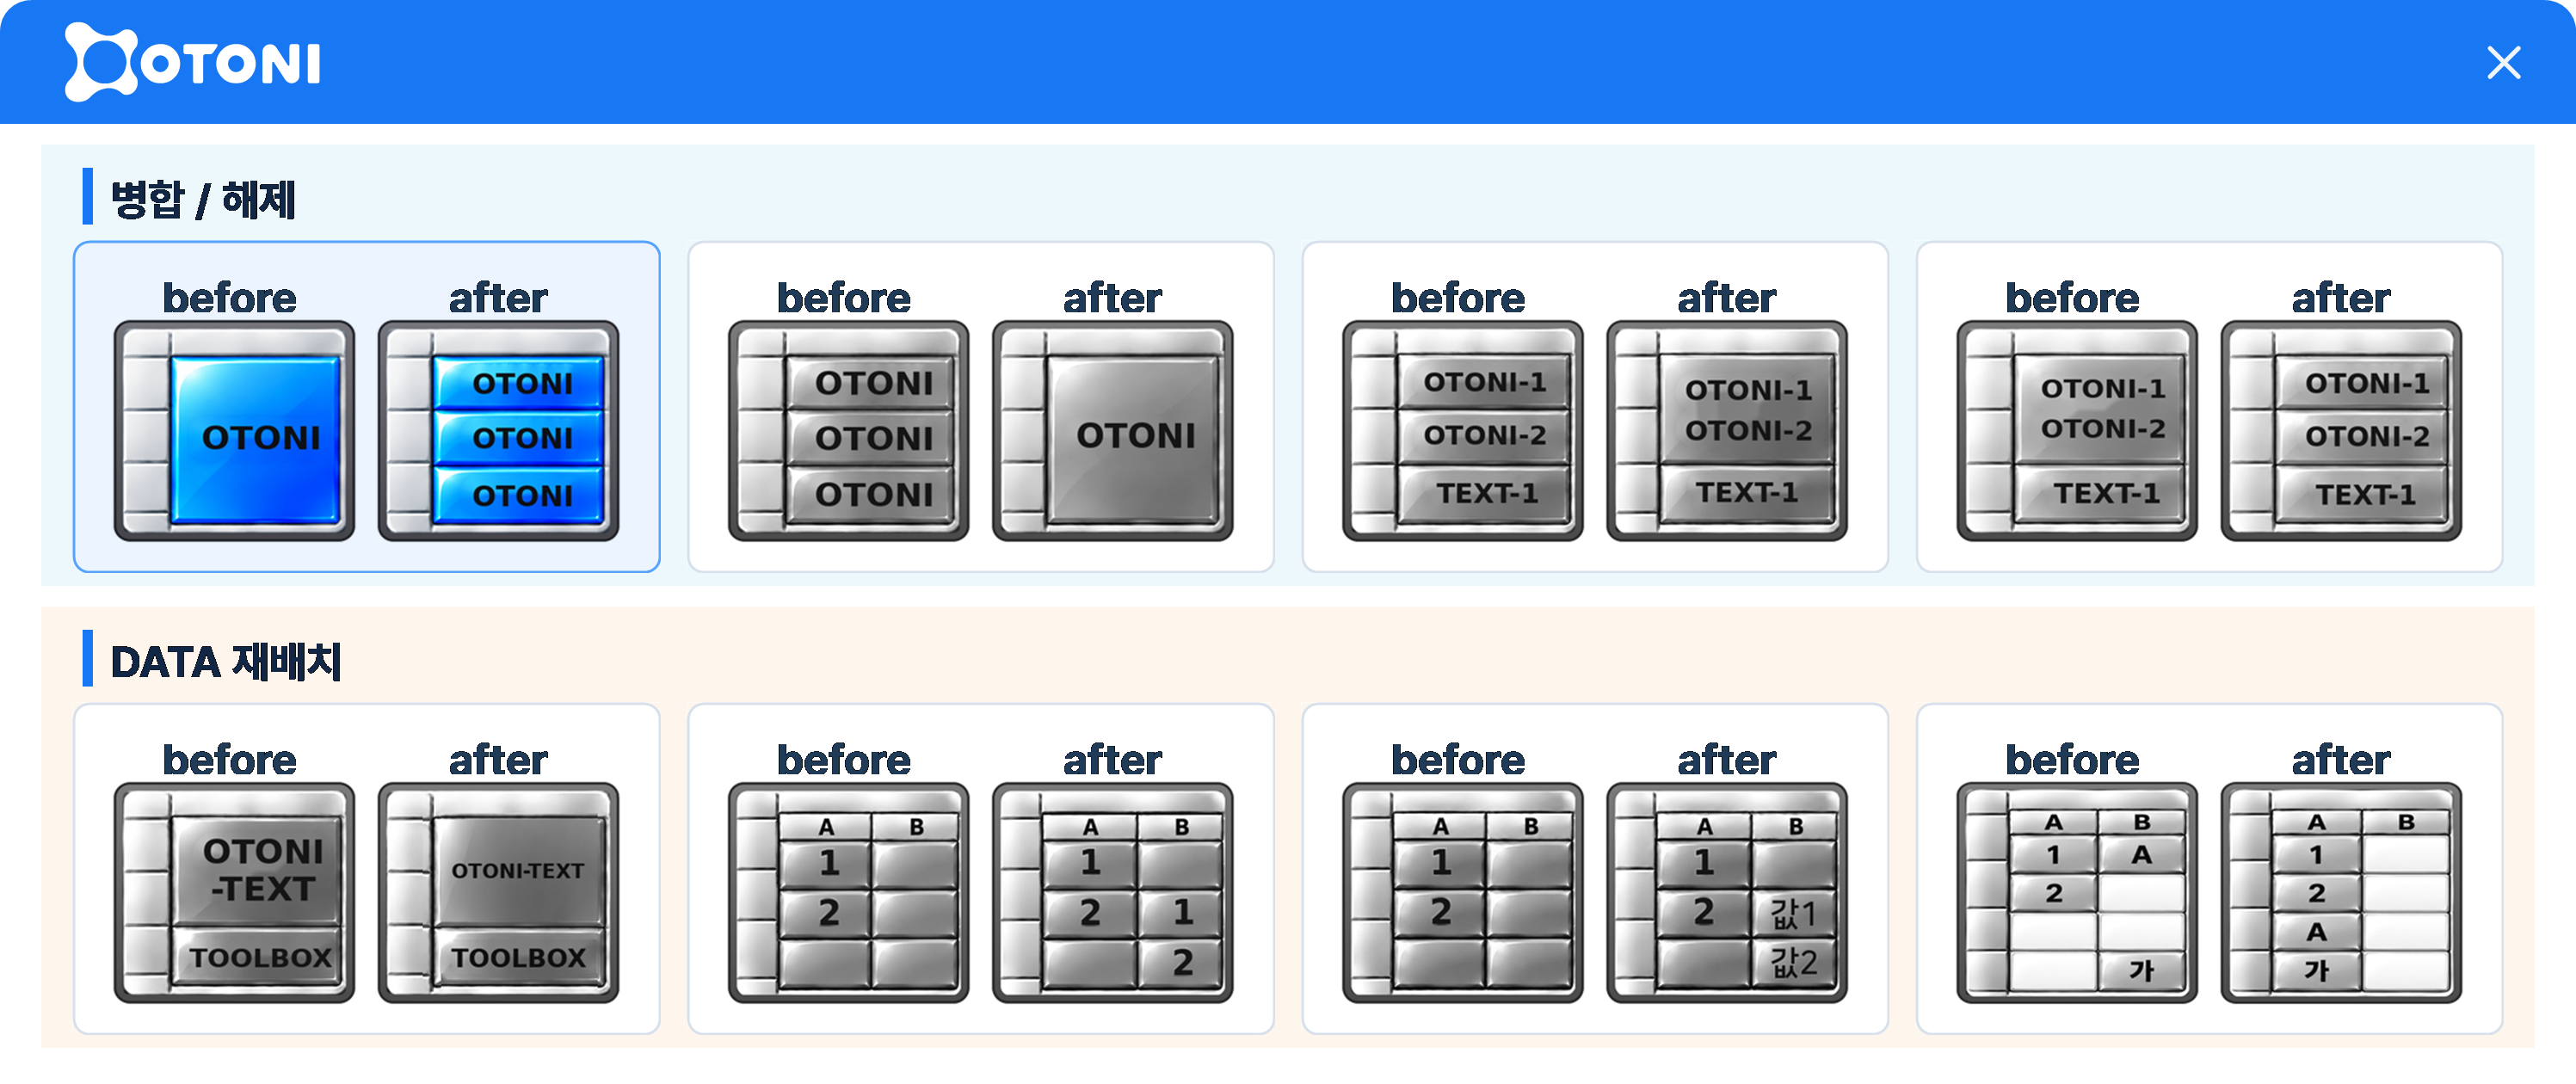 OTONI
병합 / 해제
before after
OTONI
OTONI
OTONI
OTONI
before after
OTONI
OTONI
OTONI
OTONI
before after
OTONI-1
OTONI-2
TEXT-1
OTONI-1
OTONI-2
TEXT-1
before after
OTONI-1
OTONI-2
TEXT-1
OTONI-1
OTONI-2
TEXT-1
DATA 재배치
before after
OTONI
-TEXT
TOOLBOX
OTONI-TEXT
TOOLBOX
before after
A B
1
2
A B
1
2 1
2
before after
A B
1
2
A B
1
2 값1
값2
before after
A B
1 A
2
가
A B
1
2
A
가